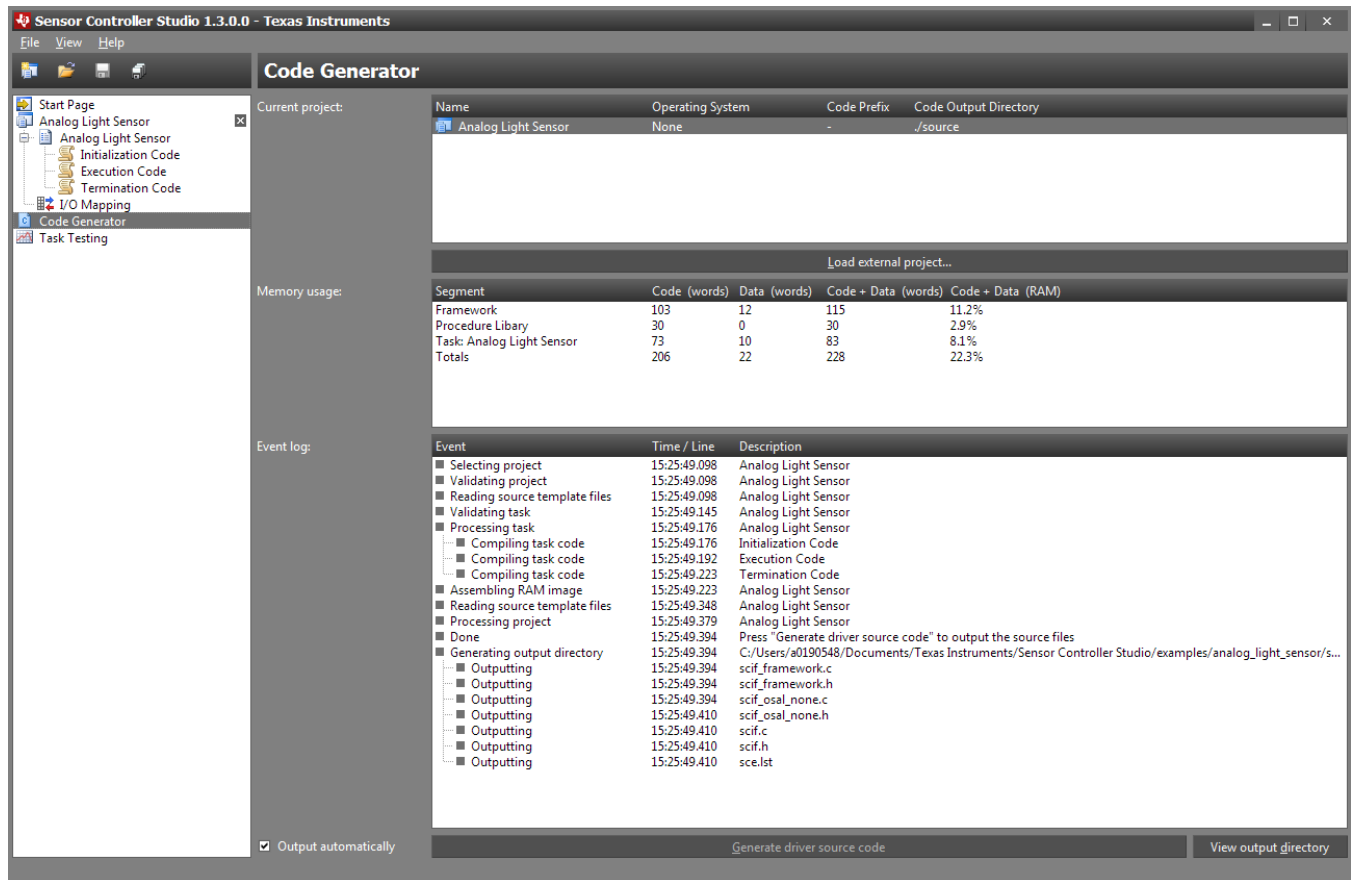 Sensor Controller Studio 1.3.0.0 - Texas Instruments
File View Help
Code Generator
Start Page
Analog Light Sensor
Analog Light Sensor
Initialization Code
Execution Code
Termination Code
I/O Mapping
Code Generator
Task Testing
Current project:
Name Operating System Code Prefix Code Output Directory
Analog Light Sensor None - ./source
Load external project...
Memory usage:
Segment Code (words) Data (words) Code + Data (words) Code + Data (RAM)
Framework 103 12 115 11.2%
Procedure Libary 30 0 30 2.9%
Task: Analog Light Sensor 73 10 83 8.1%
Totals 206 22 228 22.3%
Event log:
Event Time / Line Description
Selecting project 15:25:49.098 Analog Light Sensor
Validating project 15:25:49.098 Analog Light Sensor
Reading source template files 15:25:49.098 Analog Light Sensor
Validating task 15:25:49.145 Analog Light Sensor
Processing task 15:25:49.176 Analog Light Sensor
Compiling task code 15:25:49.176 Initialization Code
Compiling task code 15:25:49.192 Execution Code
Compiling task code 15:25:49.223 Termination Code
Assembling RAM image 15:25:49.223 Analog Light Sensor
Reading source template files 15:25:49.348 Analog Light Sensor
Processing project 15:25:49.379 Analog Light Sensor
Done 15:25:49.394 Press "Generate driver source code" to output the source files
Generating output directory 15:25:49.394 C:/Users/a0190548/Documents/Texas Instruments/Sensor Controller Studio/examples/analog_light_sensor/s...
Outputting 15:25:49.394 scif_framework.c
Outputting 15:25:49.394 scif_framework.h
Outputting 15:25:49.394 scif_osal_none.c
Outputting 15:25:49.410 scif_osal_none.h
Outputting 15:25:49.410 scif.c
Outputting 15:25:49.410 scif.h
Outputting 15:25:49.410 sce.lst
Output automatically
Generate driver source code
View output directory